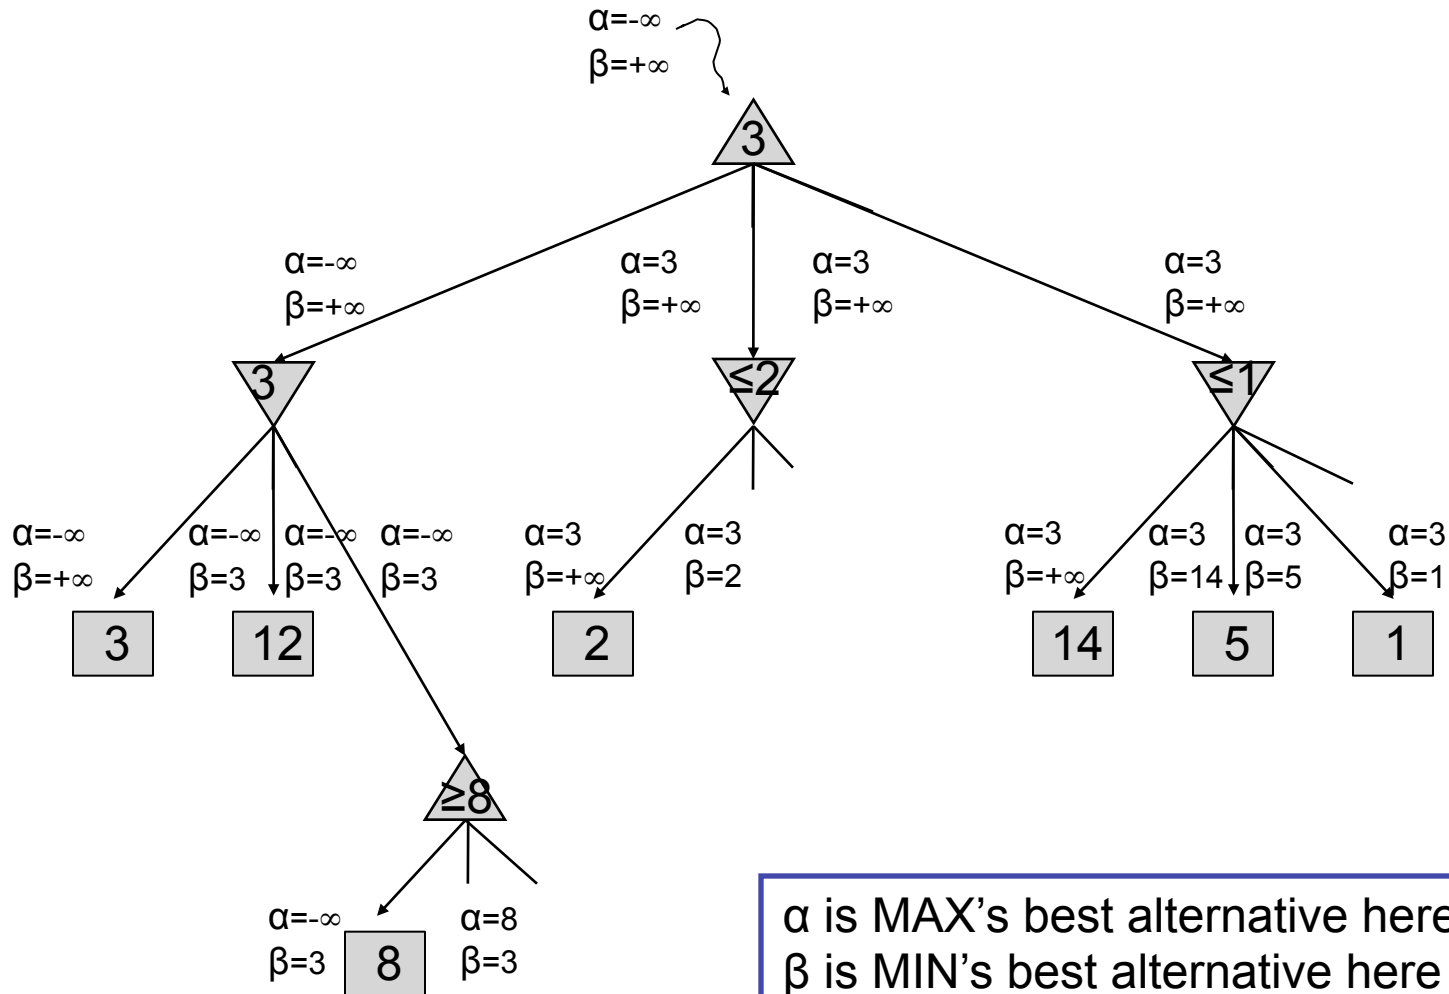 α=-∞
β=+∞
3
α=-∞
β=+∞
α=3
β=+∞
α=3
β=+∞
α=3
β=+∞
3
≤2
≤1
α=-∞
β=+∞
α=-∞
β=3
α=-∞
β=3
α=-∞
β=3
α=3
β=+∞
α=3
β=2
α=3
β=+∞
α=3
β=14
α=3
β=5
α=3
β=1
3
12
2
14
5
1
≥8
α=-∞
β=3
8
α=8
β=3
α is MAX’s best alternative here
β is MIN’s best alternative here